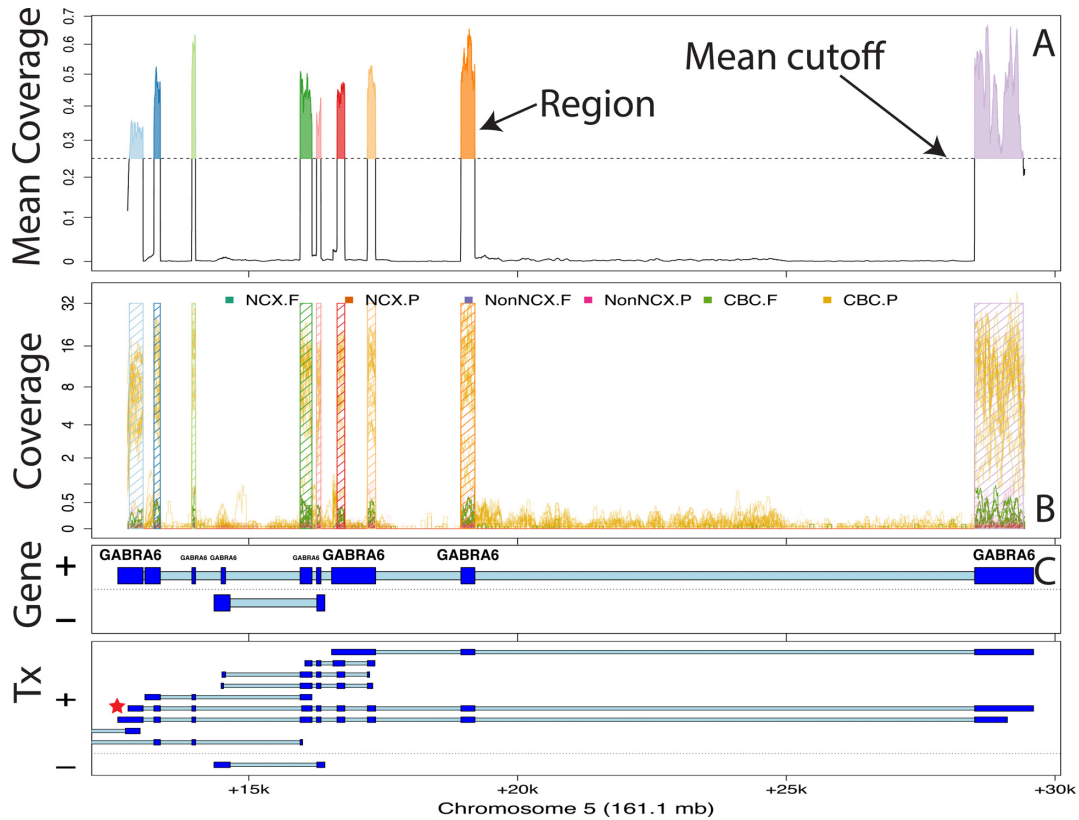 A
Mean Coverage
0.7
0.6
0.5
0.4
0.3
0.2
0.1
0
Mean cutoff
Region
B
Coverage
32
16
8
4
2
0.5
0
NCX.F NCX.P NonNCX.F NonNCX.P CBC.F CBC.P
C
Gene
+
−
GABRA6 GABRA6 GABRA6 GABRA6 GABRA6 GABRA6 GABRA6
Tx
+
−
+15k +20k +25k +30k
Chromosome 5 (161.1 mb)